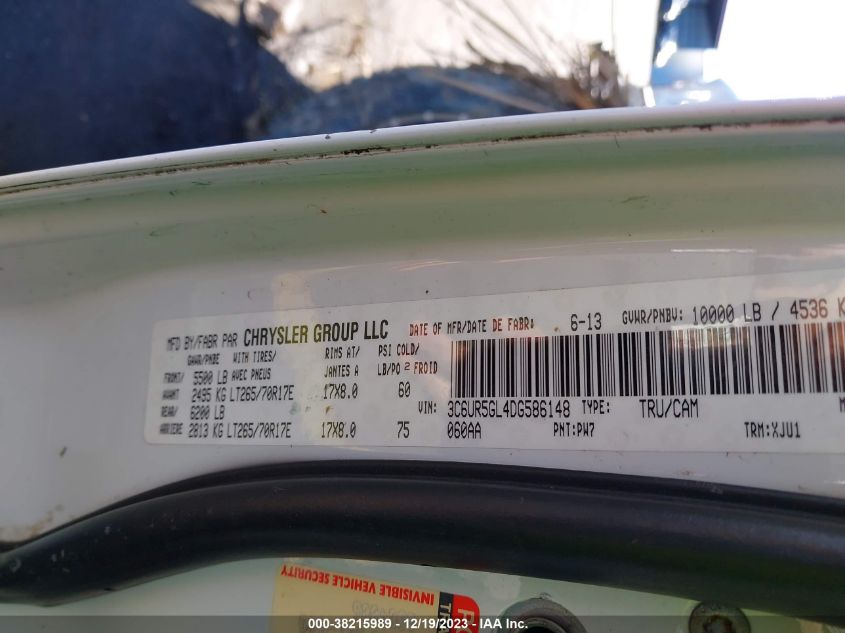 MFD BY/FABR PAR CHRYSLER GROUP LLC DATE OF MFR/DATE DE FABR: 6-13 GVWR/PNBV: 10000 LB / 4536 K
GAWR/PNBE WITH TIRES/ RIMS AT/ PSI COLD/
FRONT/ 5500 LB AVEC PNEUS JANTES A LB/PO2 FROID
AVANT 2495 KG LT265/70R17E 17X8.0 60
REAR/ 6200 LB VIN: 3C6UR5GL4DG586148 TYPE: TRU/CAM
ARRIERE 2813 KG LT265/70R17E 17X8.0 75 060AA PNT:PW7 TRM:XJU1
INVISIBLE VEHICLE SECURITY
000-38215989 - 12/19/2023 - IAA Inc.